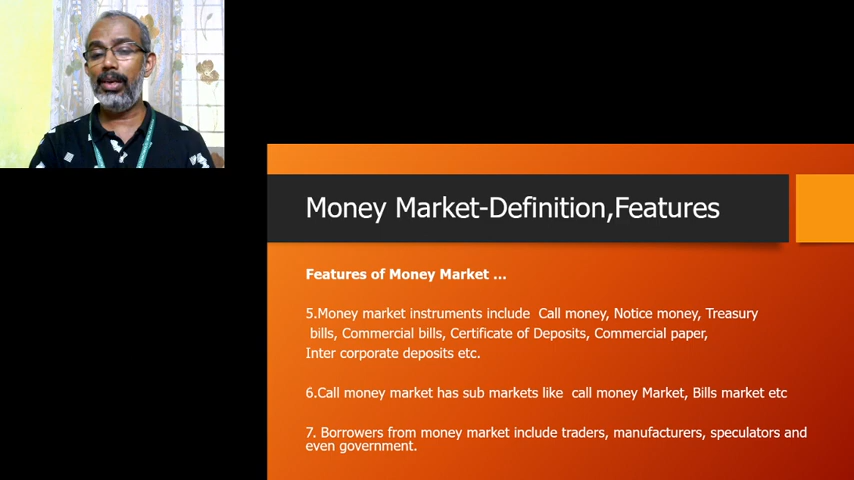 Money Market-Definition,Features
Features of Money Market ...
5.Money market instruments include  Call money, Notice money, Treasury
bills, Commercial bills, Certificate of Deposits, Commercial paper,
Inter corporate deposits etc.
6.Call money market has sub markets like  call money Market, Bills market etc
7. Borrowers from money market include traders, manufacturers, speculators and
even government.